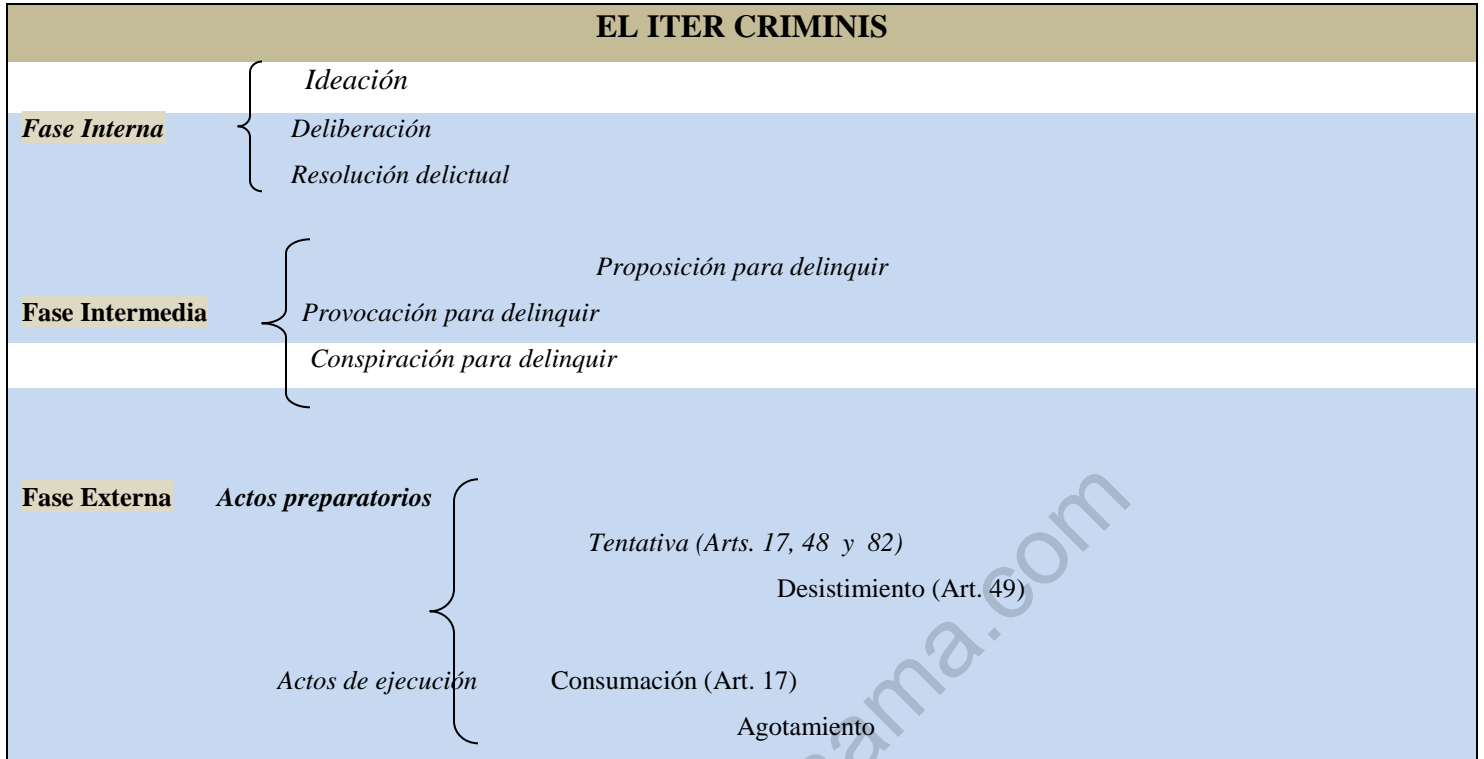 EL ITER CRIMINIS
Ideación
Fase Interna Deliberación
Resolución delictual
Proposición para delinquir
Fase Intermedia Provocación para delinquir
Conspiración para delinquir
Fase Externa Actos preparatorios
Tentativa (Arts. 17, 48 y 82)
Desistimiento (Art. 49)
Actos de ejecución Consumación (Art. 17)
Agotamiento
ama.com